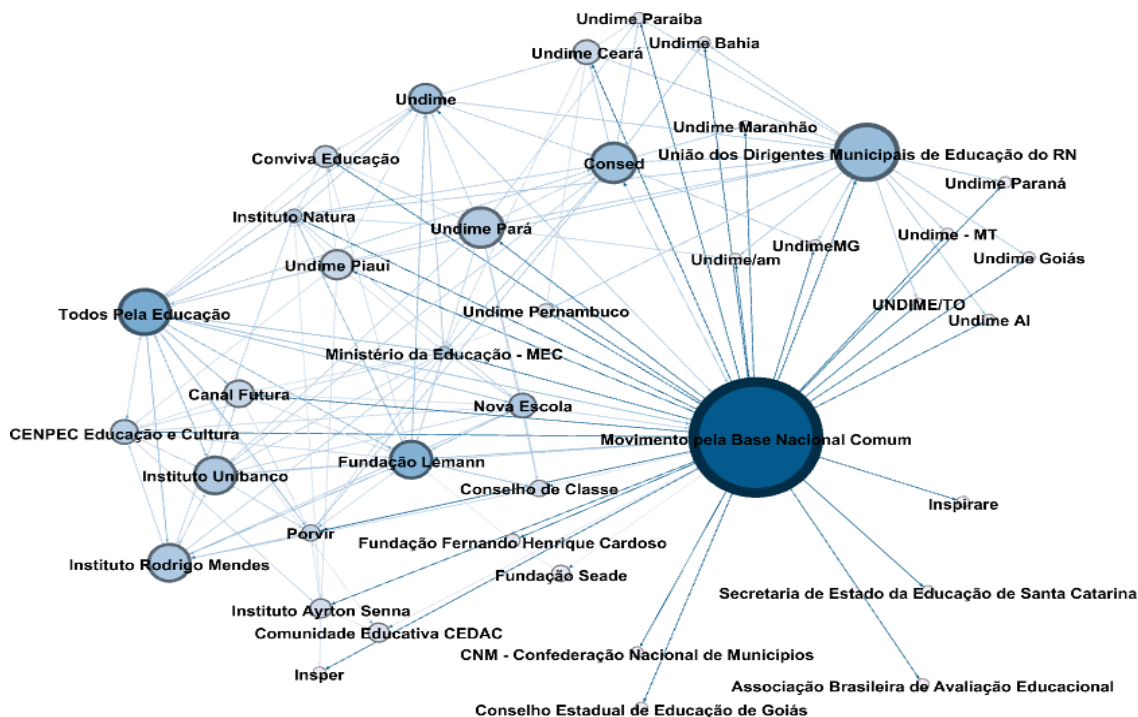 Undime Paraíba
Undime Bahia
Undime Ceará
Undime
Undime Maranhão
Conviva Educação
Consed
União dos Dirigentes Municipais de Educação do RN
Undime Paraná
Instituto Natura
Undime Pará
Undime - MT
UndimeMG
Undime/am
Undime Goiás
Undime Piaui
Todos Pela Educação
Undime Pernambuco
UNDIME/TO
Undime Al
Ministério da Educação - MEC
Canal Futura
Nova Escola
CENPEC Educação e Cultura
Movimento pela Base Nacional Comum
Instituto Unibanco
Fundação Lemann
Conselho de Classe
Inspirare
Porvir
Fundação Fernando Henrique Cardoso
Instituto Rodrigo Mendes
Fundação Seade
Secretaria de Estado da Educação de Santa Catarina
Instituto Ayrton Senna
Comunidade Educativa CEDAC
CNM - Confederação Nacional de Municípios
Insper
Associação Brasileira de Avaliação Educacional
Conselho Estadual de Educação de Goiás